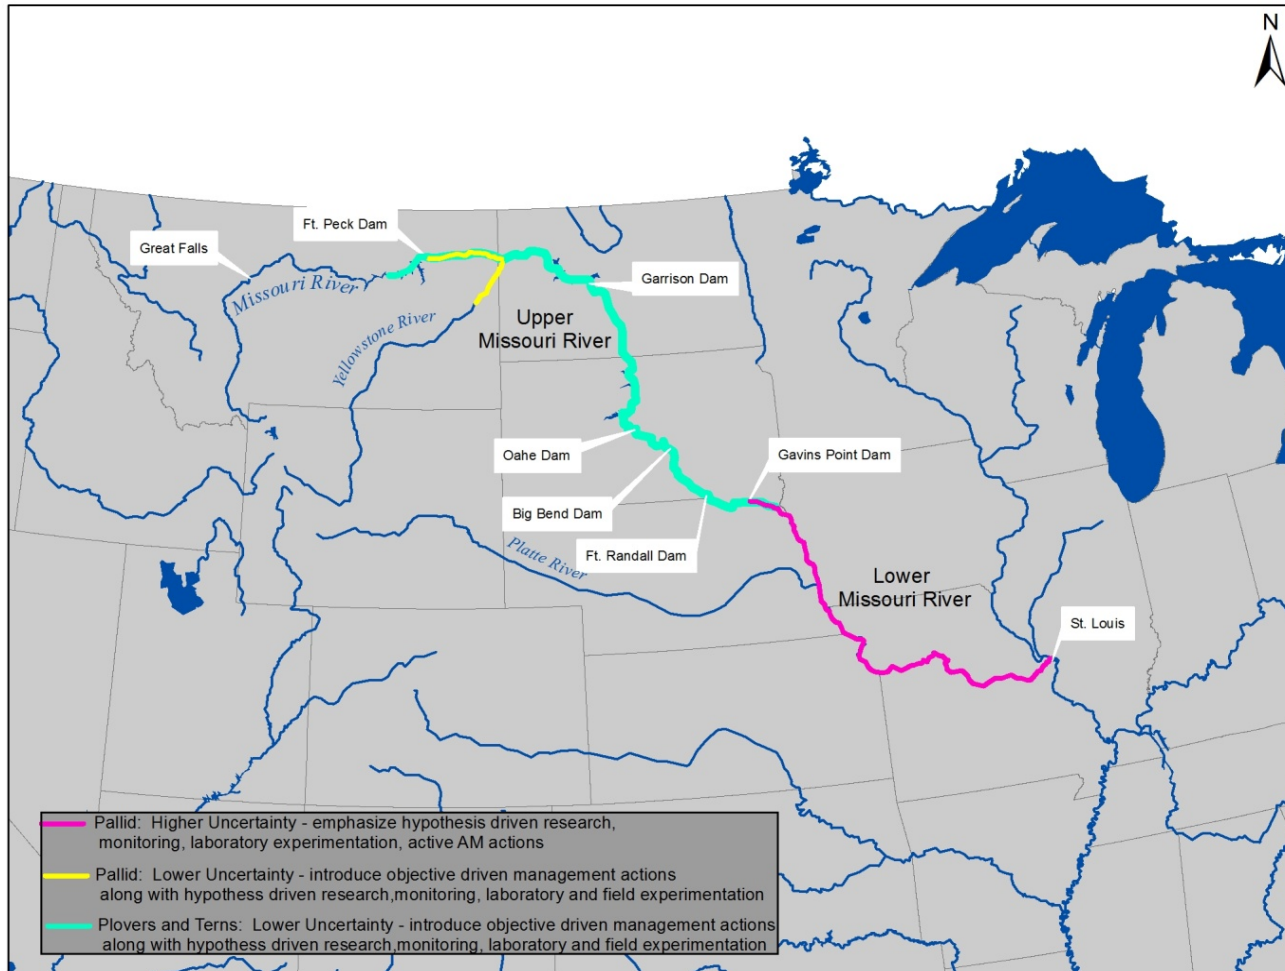 N
Ft. Peck Dam
Great Falls
Missouri River
Garrison Dam
Yellowstone River
Upper
Missouri River
Oahe Dam
Gavins Point Dam
Big Bend Dam
Ft. Randall Dam
Platte River
Lower
Missouri River
St. Louis
Pallid: Higher Uncertainty - emphasize hypothesis driven research,
monitoring, laboratory experimentation, active AM actions
Pallid: Lower Uncertainty - introduce objective driven management actions
along with hypothess driven research,monitoring, laboratory and field experimentation
Plovers and Terns: Lower Uncertainty - introduce objective driven management actions
along with hypothess driven research,monitoring, laboratory and field experimentation